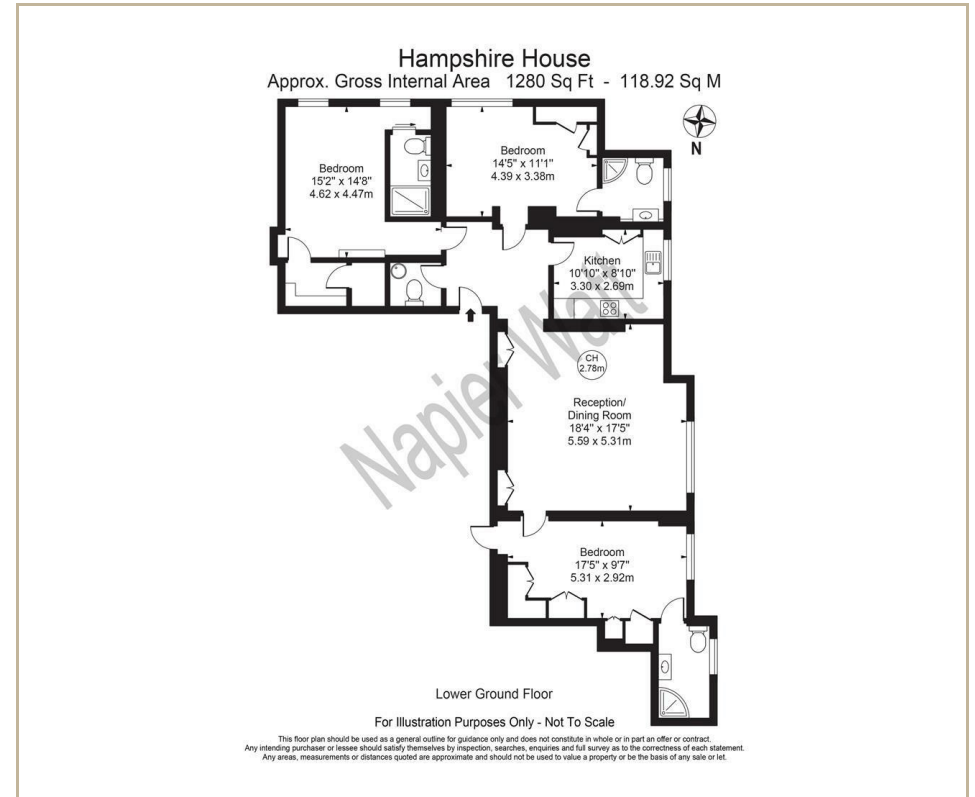 Hampshire House
Approx. Gross Internal Area 1280 Sq Ft - 118.92 Sq M
N
Bedroom
15'2" x 14'8"
4.62 x 4.47m
Bedroom
14'5" x 11'1"
4.39 x 3.38m
Kitchen
10'10" x 8'10"
3.30 x 2.69m
CH
2.78m
Reception/
Dining Room
18'4" x 17'5"
5.59 x 5.31m
Napier Watt
Bedroom
17'5" x 9'7"
5.31 x 2.92m
Lower Ground Floor
For Illustration Purposes Only - Not To Scale
This floor plan should be used as a general outline for guidance only and does not constitute in whole or in part an offer or contract.
Any intending purchaser or lessee should satisfy themselves by inspection, searches, enquiries and full survey as to the correctness of each statement.
Any areas, measurements or distances quoted are approximate and should not be used to value a property or be the basis of any sale or let.